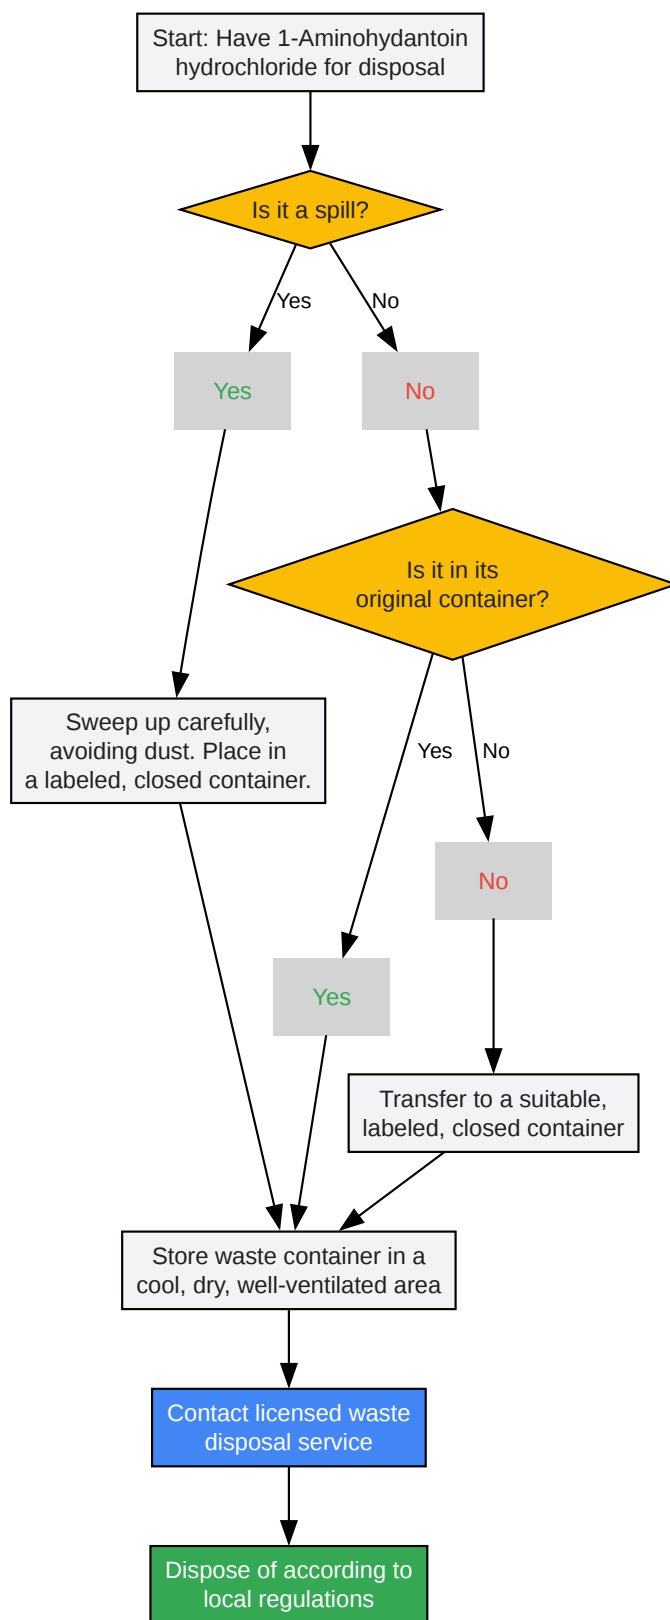 Start: Have 1-Aminohydantoin
hydrochloride for disposal
Is it a spill?
Yes
No
Yes
No
Is it in its
original container?
Sweep up carefully,
avoiding dust. Place in
a labeled, closed container.
Yes
No
No
Yes
Transfer to a suitable,
labeled, closed container
Store waste container in a
cool, dry, well-ventilated area
Contact licensed waste
disposal service
Dispose of according to
local regulations